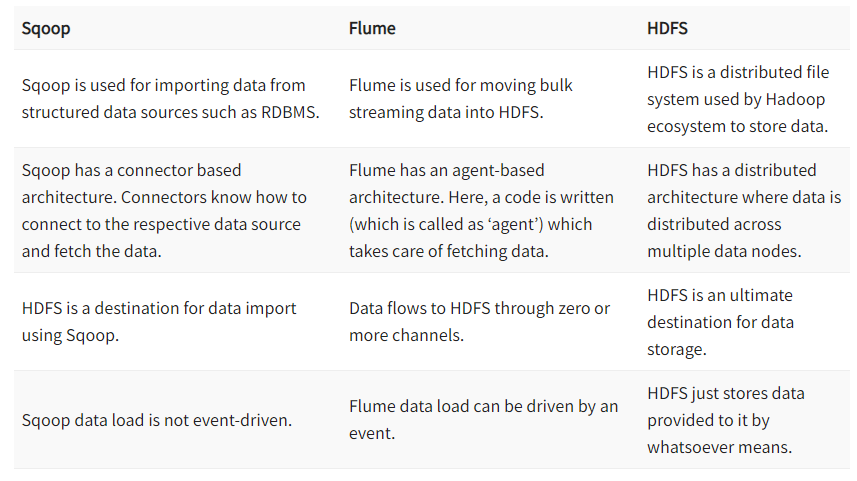 Sqoop
Flume
HDFS
Sqoop is used for importing data from
structured data sources such as RDBMS.
Flume is used for moving bulk
streaming data into HDFS.
HDFS is a distributed file
system used by Hadoop
ecosystem to store data.
Sqoop has a connector based
architecture. Connectors know how to
connect to the respective data source
and fetch the data.
Flume has an agent-based
architecture. Here, a code is written
(which is called as ‘agent’) which
takes care of fetching data.
HDFS has a distributed
architecture where data is
distributed across
multiple data nodes.
HDFS is a destination for data import
using Sqoop.
Data flows to HDFS through zero or
more channels.
HDFS is an ultimate
destination for data
storage.
Sqoop data load is not event-driven.
Flume data load can be driven by an
event.
HDFS just stores data
provided to it by
whatsoever means.